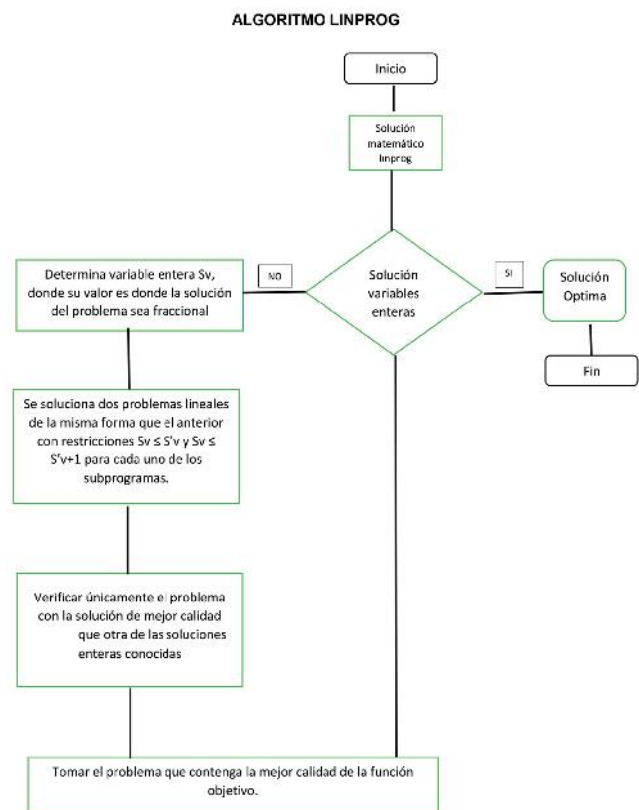 ALGORITMO LINPROG
Inicio
Solución
matemático
linprog
Solución
variables
enteras
NO
SI
Determina variable entera Sv,
donde su valor es donde la solución
del problema sea fraccional
Solución
Optima
Fin
Se soluciona dos problemas lineales
de la misma forma que el anterior
con restricciones Sv ≤ S'v y Sv ≤
S'v+1 para cada uno de los
subprogramas.
Verificar únicamente el problema
con la solución de mejor calidad
que otra de las soluciones
enteras conocidas
Tomar el problema que contenga la mejor calidad de la función
objetivo.